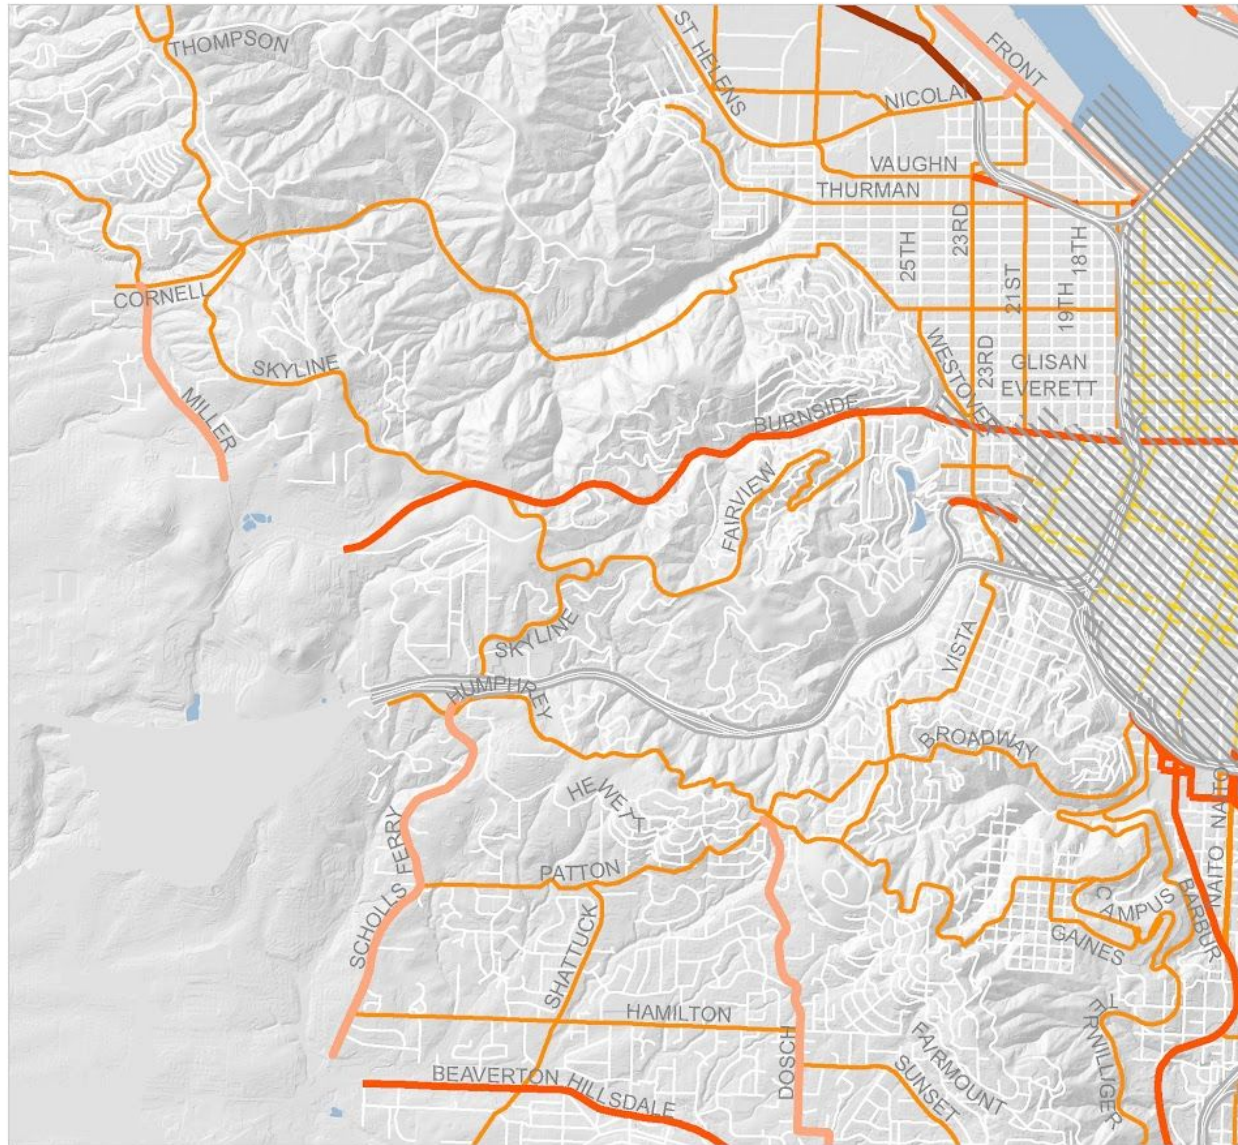 THOMPSON
ST HELENS
FRONT
NICOLAI
VAUGHN
THURMAN
25TH
23RD
18TH
21ST
19TH
CORNELL
SKYLINE
WESTOVER
23RD
GLISAN
EVERETT
MILLER
BURNSIDE
FAIRVIEW
SKYLINE
VISTA
HUMPHREY
BROADWAY
HEWETT
NAITO
NAITO
SCHOLLS FERRY
PATTON
CAMPUS
BARBUR
SHATTUCK
GAINES
HAMILTON
TERWILLIGER
DOSCH
FAIRMOUNT
SUNSET
BEAVERTON HILLSDALE